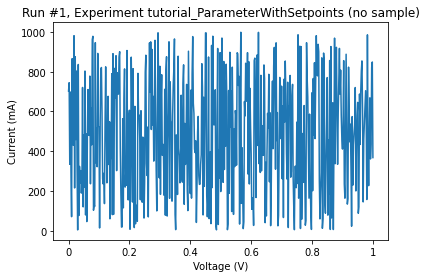 Run #1, Experiment tutorial_ParameterWithSetpoints (no sample)
1000
800
600
400
200
0
Current (mA)
0 0.2 0.4 0.6 0.8 1
Voltage (V)